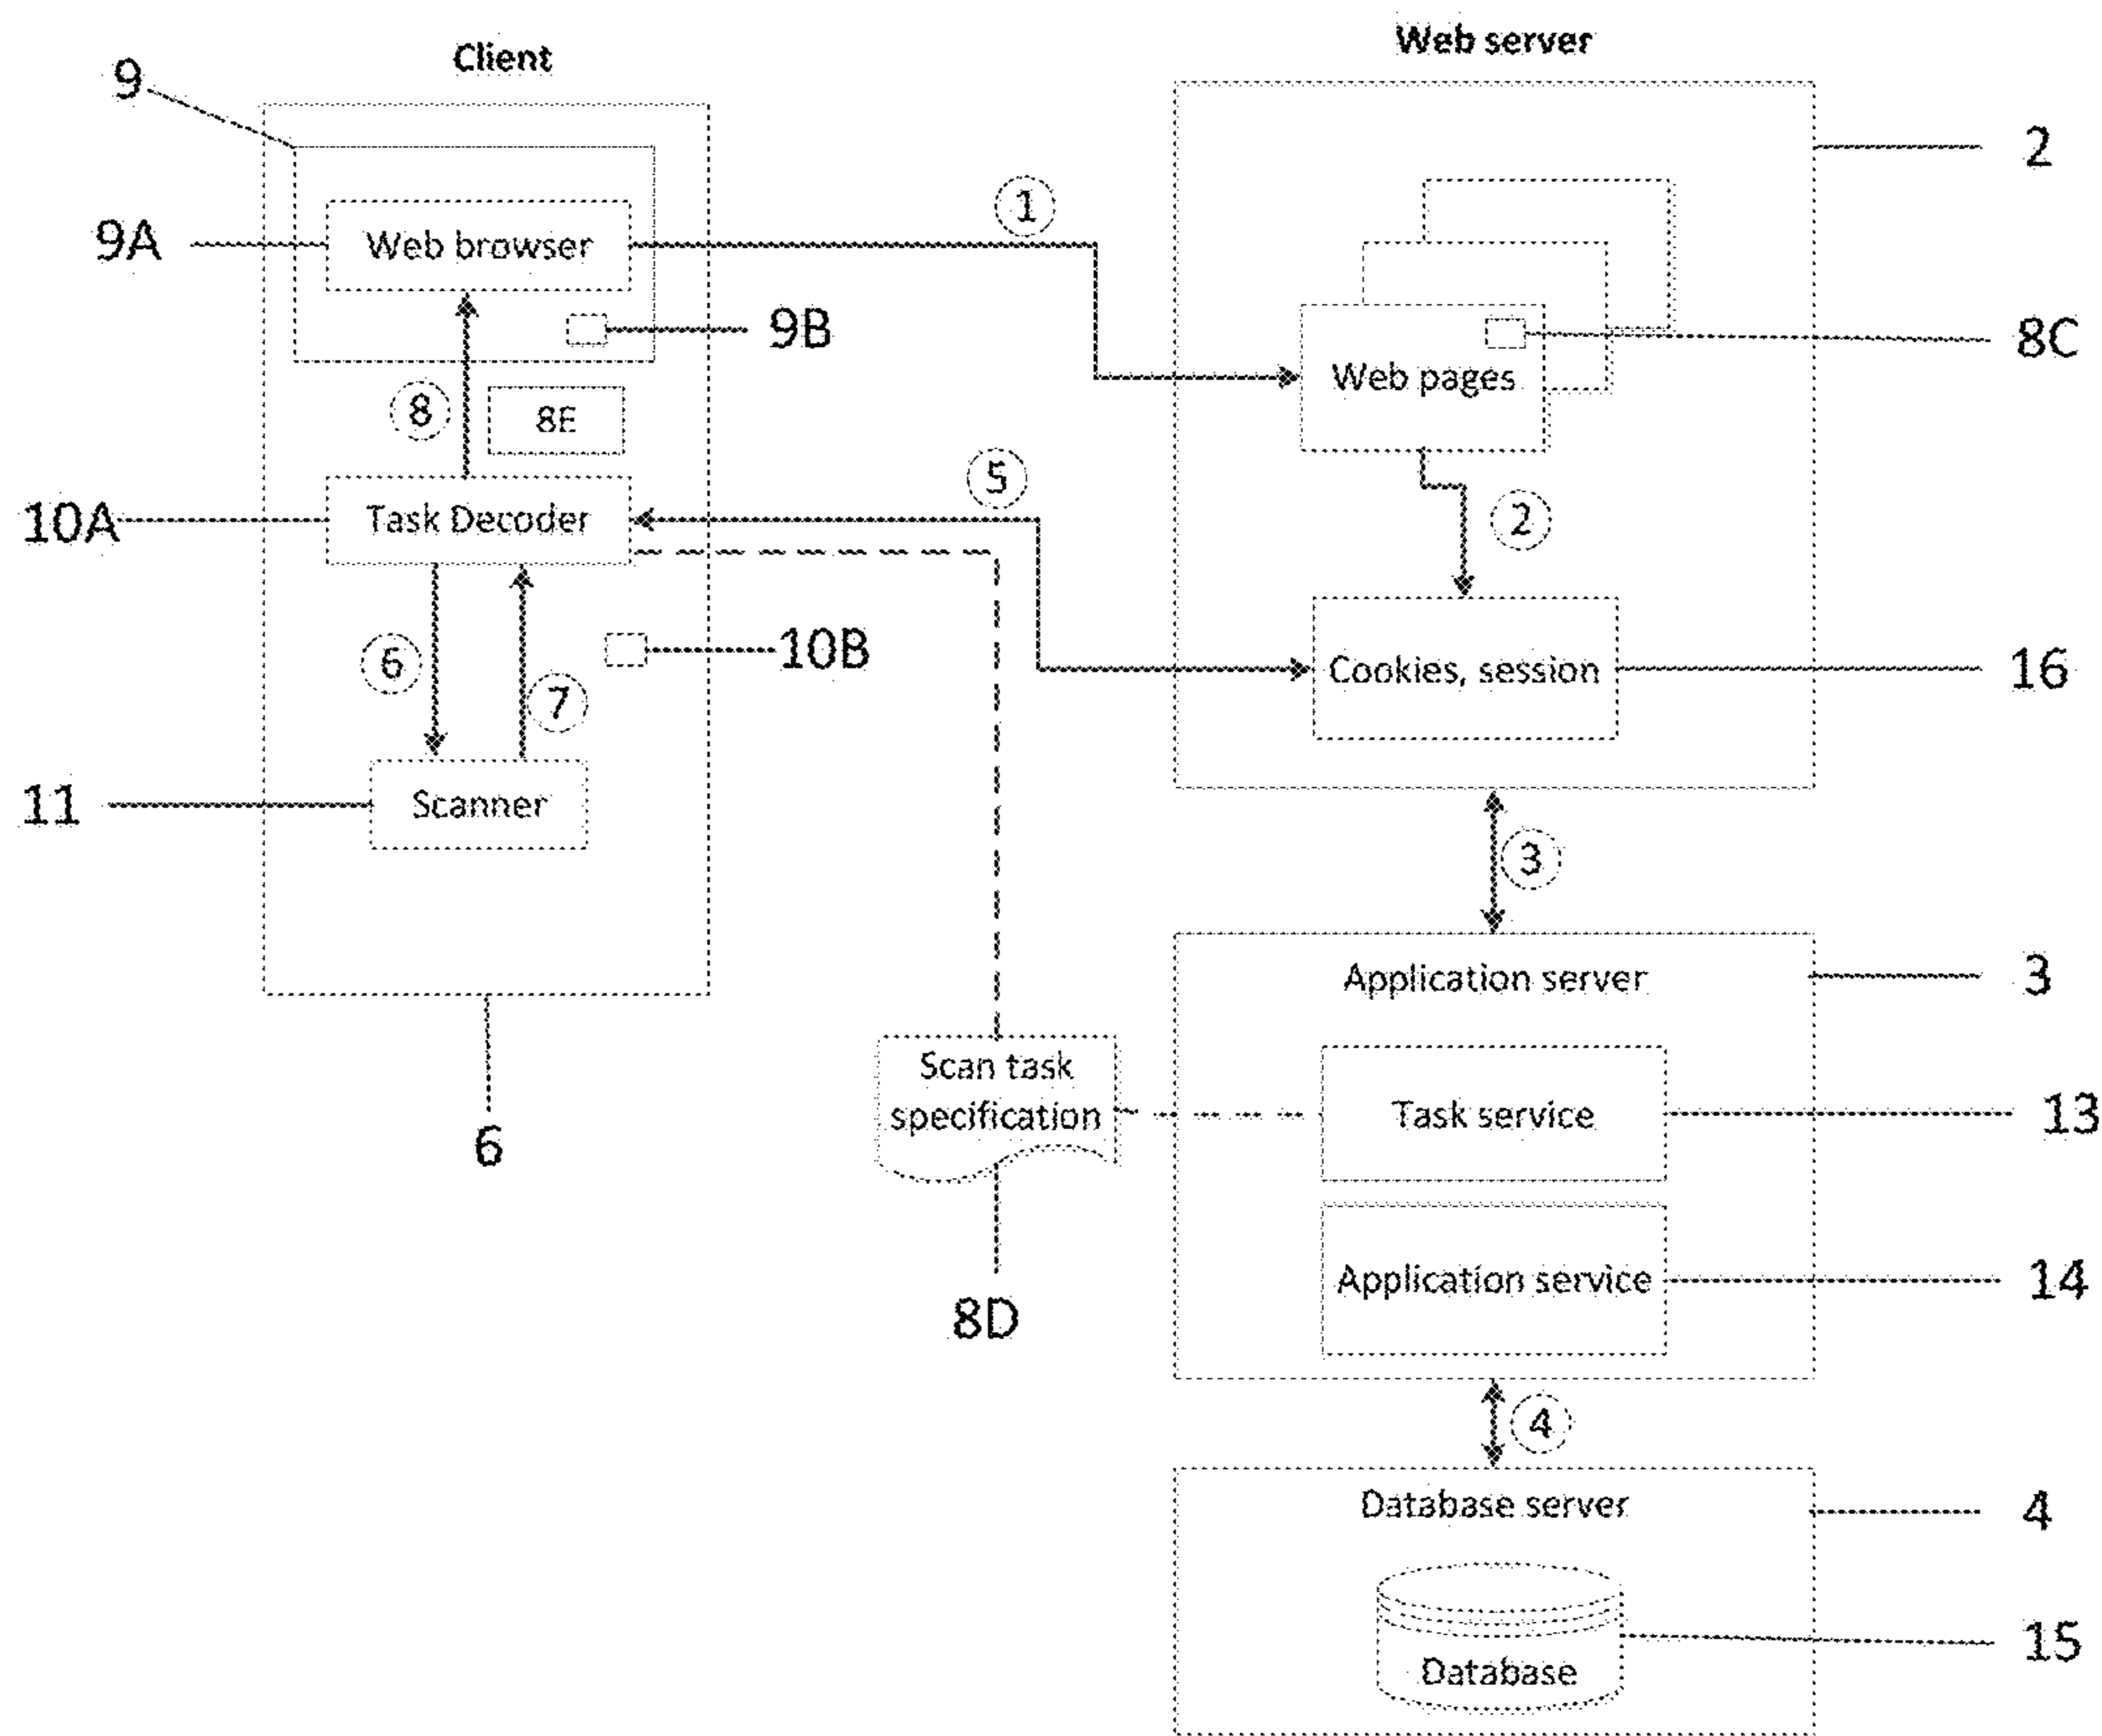 Client
Web server
9
2
1
9A
Web browser
9B
8C
Web pages
8
8E
5
10A
Task Decoder
2
6
10B
7
Cookies, session
16
11
Scanner
3
Application server
3
Scan task
specification
Task service
13
6
Application service
14
8D
4
Database server
4
Database
15